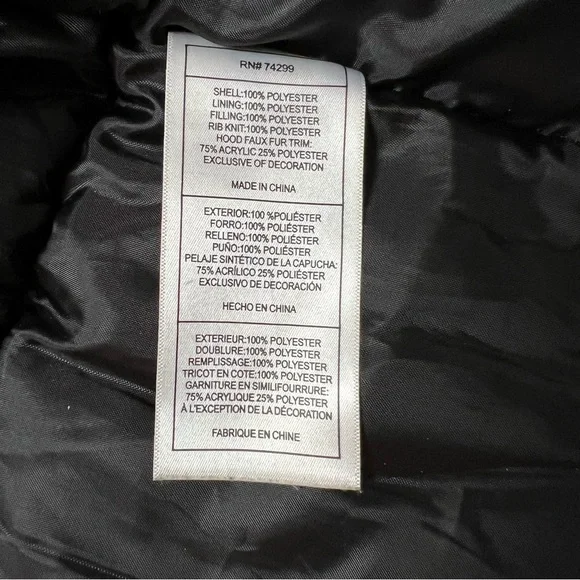 RN# 74299
SHELL:100% POLYESTER
LINING:100% POLYESTER
FILLING:100% POLYESTER
RIB KNIT:100% POLYESTER
HOOD FAUX FUR TRIM:
75% ACRYLIC 25% POLYESTER
EXCLUSIVE OF DECORATION
MADE IN CHINA
EXTERIOR:100 %POLIÉSTER
FORRO:100% POLIÉSTER
RELLENO:100% POLIÉSTER
PUÑO:100% POLIÉSTER
PELAJE SINTÉTICO DE LA CAPUCHA:
75% ACRÍLICO 25% POLIÉSTER
EXCLUSIVO DE DECORACIÓN
HECHO EN CHINA
EXTERIEUR:100% POLYESTER
DOUBLURE:100% POLYESTER
REMPLISSAGE:100% POLYESTER
TRICOT EN COTE:100% POLYESTER
GARNITURE EN SIMILIFOURRURE:
75% ACRYLIQUE 25% POLYESTER
À L'EXCEPTION DE LA DÉCORATION
FABRIQUE EN CHINE